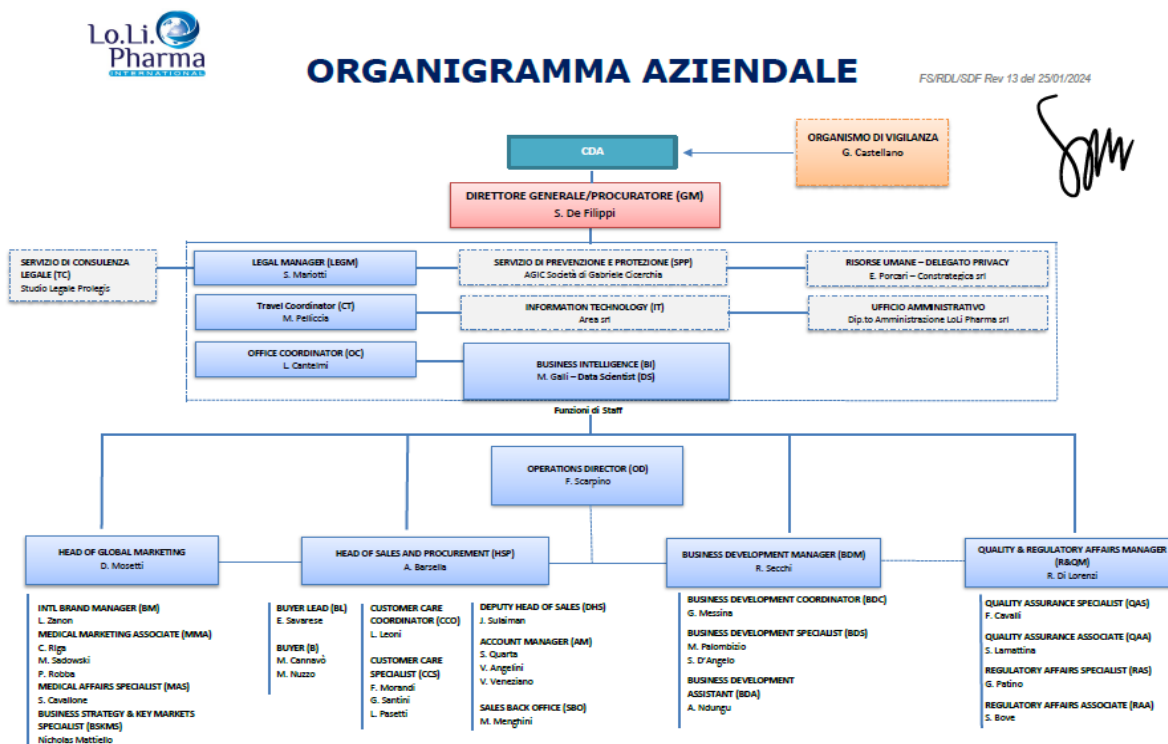 Lo.Li.
Pharma
INTERNATIONAL
ORGANIGRAMMA AZIENDALE
FS/RDL/SDF Rev 13 del 25/01/2024
CDA
ORGANISMO DI VIGILANZA
G. Castellano
DIRETTORE GENERALE/PROCURATORE (GM)
S. De Filippi
SERVIZIO DI CONSULENZA
LEGALE (TC)
Studio Legale Prolegis
LEGAL MANAGER (LEGM)
S. Mariotti
SERVIZIO DI PREVENZIONE E PROTEZIONE (SPP)
AGIC Società di Gabriele Cicerchia
RISORSE UMANE – DELEGATO PRIVACY
E. Porcari – Constrategica srl
Travel Coordinator (CT)
M. Pelliccia
INFORMATION TECHNOLOGY (IT)
Area srl
UFFICIO AMMINISTRATIVO
Dip.to Amministrazione LoLi Pharma srl
OFFICE COORDINATOR (OC)
L. Cantelmi
BUSINESS INTELLIGENCE (BI)
M. Galli – Data Scientist (DS)
Funzioni di Staff
OPERATIONS DIRECTOR (OD)
F. Scarpino
HEAD OF GLOBAL MARKETING
D. Mosetti
HEAD OF SALES AND PROCUREMENT (HSP)
A. Barsella
BUSINESS DEVELOPMENT MANAGER (BDM)
R. Secchi
QUALITY & REGULATORY AFFAIRS MANAGER
(R&QM)
R. Di Lorenzi
INTL BRAND MANAGER (BM)
L. Zanon
MEDICAL MARKETING ASSOCIATE (MMA)
C. Riga
M. Sadowski
P. Robba
MEDICAL AFFAIRS SPECIALIST (MAS)
S. Cavallone
BUSINESS STRATEGY & KEY MARKETS
SPECIALIST (BSKMS)
Nicholas Mattiello
BUYER LEAD (BL)
E. Savarese
BUYER (B)
M. Cannavò
M. Nuzzo
CUSTOMER CARE
COORDINATOR (CCO)
L. Leoni
CUSTOMER CARE
SPECIALIST (CCS)
F. Morandi
G. Santini
L. Pasetti
DEPUTY HEAD OF SALES (DHS)
J. Sulaiman
ACCOUNT MANAGER (AM)
S. Quarta
V. Angelini
V. Veneziano
SALES BACK OFFICE (SBO)
M. Menghini
BUSINESS DEVELOPMENT COORDINATOR (BDC)
G. Messina
BUSINESS DEVELOPMENT SPECIALIST (BDS)
M. Palombizio
S. D'Angelo
BUSINESS DEVELOPMENT
ASSISTANT (BDA)
A. Ndungu
QUALITY ASSURANCE SPECIALIST (QAS)
F. Cavalli
QUALITY ASSURANCE ASSOCIATE (QAA)
S. Lamattina
REGULATORY AFFAIRS SPECIALIST (RAS)
G. Patino
REGULATORY AFFAIRS ASSOCIATE (RAA)
S. Bove